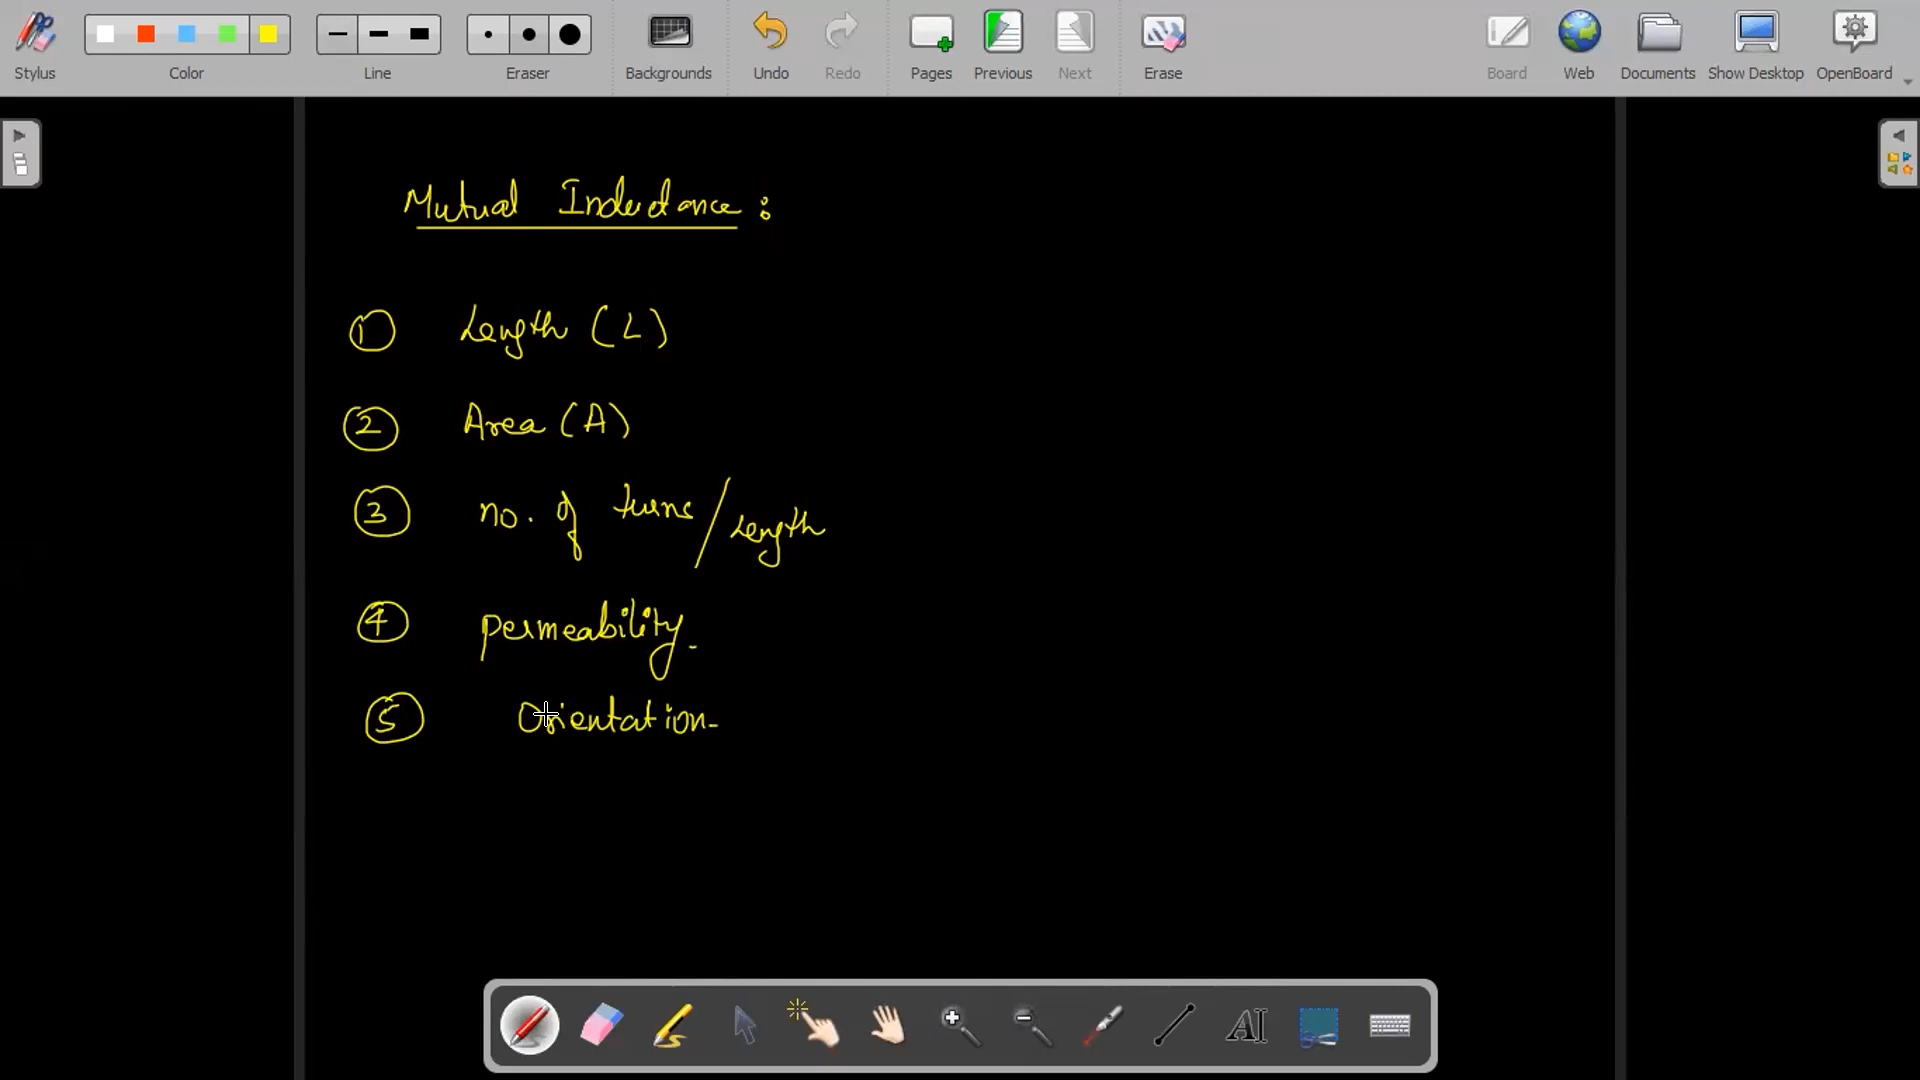 Stylus
Color
Line
Eraser
Backgrounds
Undo
Redo
Pages
Previous
Next
Erase
Board
Web
Documents
Show Desktop
OpenBoard
Mutual Inductance :
① Length (L)
② Area (A)
③ no. of turns / Length
④ permeability.
⑤ Orientation-
AI